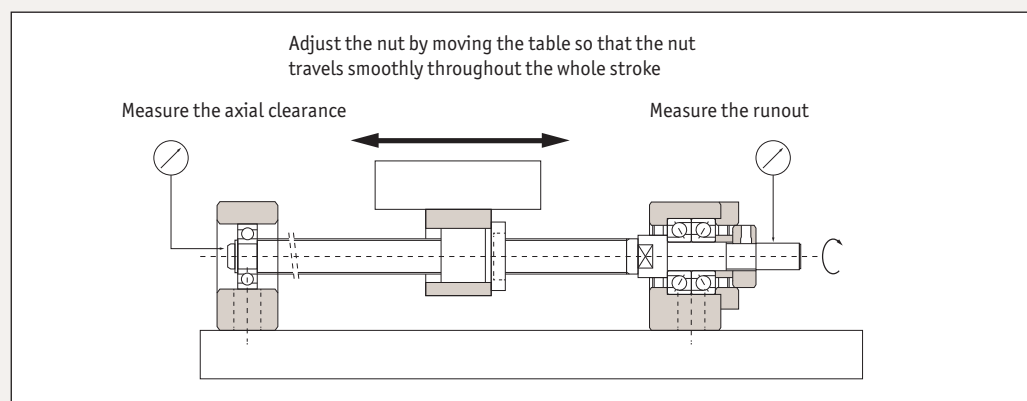 Adjust the nut by moving the table so that the nut
travels smoothly throughout the whole stroke
Measure the axial clearance
Measure the runout